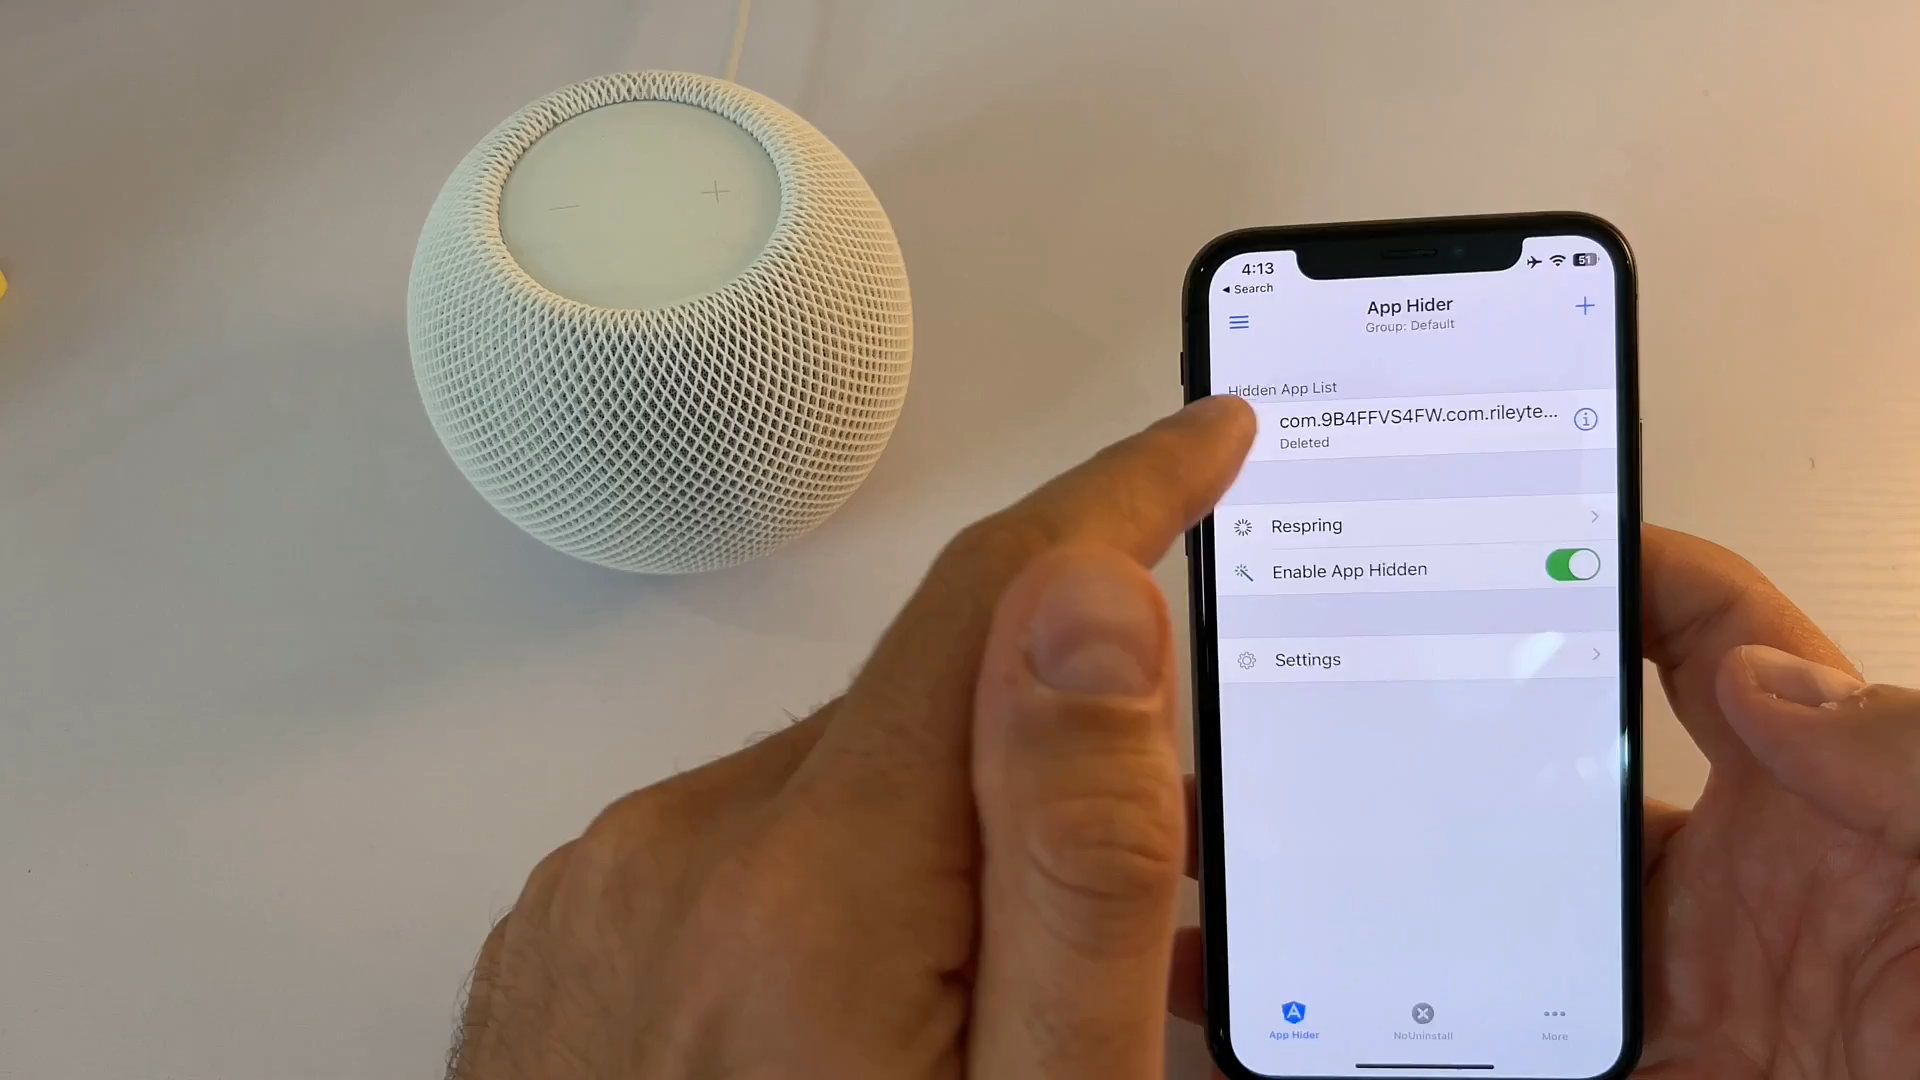 4:13
51
◂ Search
App Hider
Group: Default
Hidden App List
com.9B4FFVS4FW.com.rileyte...
Deleted
Respring
Enable App Hidden
Settings
App Hider
NoUninstall
More